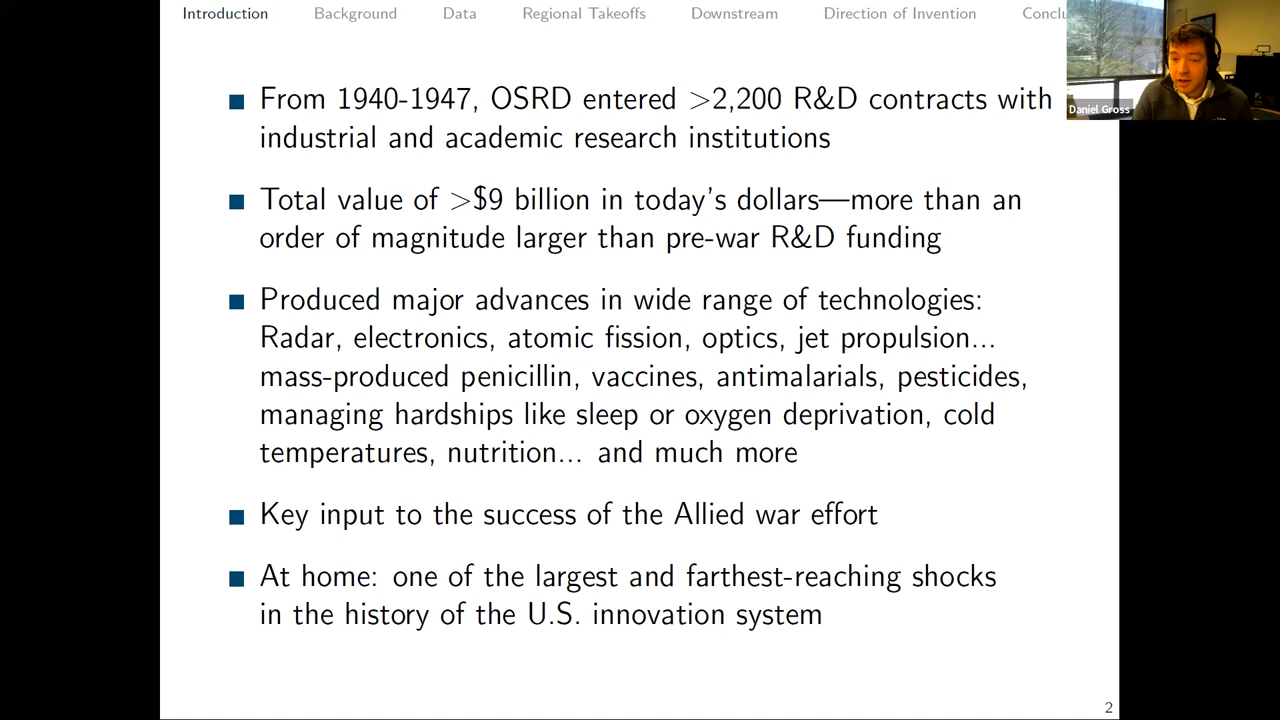 Introduction Background Data Regional Takeoffs Downstream Direction of Invention Conclu
Daniel Gross
■ From 1940-1947, OSRD entered >2,200 R&D contracts with
industrial and academic research institutions
■ Total value of >$9 billion in today's dollars—more than an
order of magnitude larger than pre-war R&D funding
■ Produced major advances in wide range of technologies:
Radar, electronics, atomic fission, optics, jet propulsion...
mass-produced penicillin, vaccines, antimalarials, pesticides,
managing hardships like sleep or oxygen deprivation, cold
temperatures, nutrition... and much more
■ Key input to the success of the Allied war effort
■ At home: one of the largest and farthest-reaching shocks
in the history of the U.S. innovation system
2